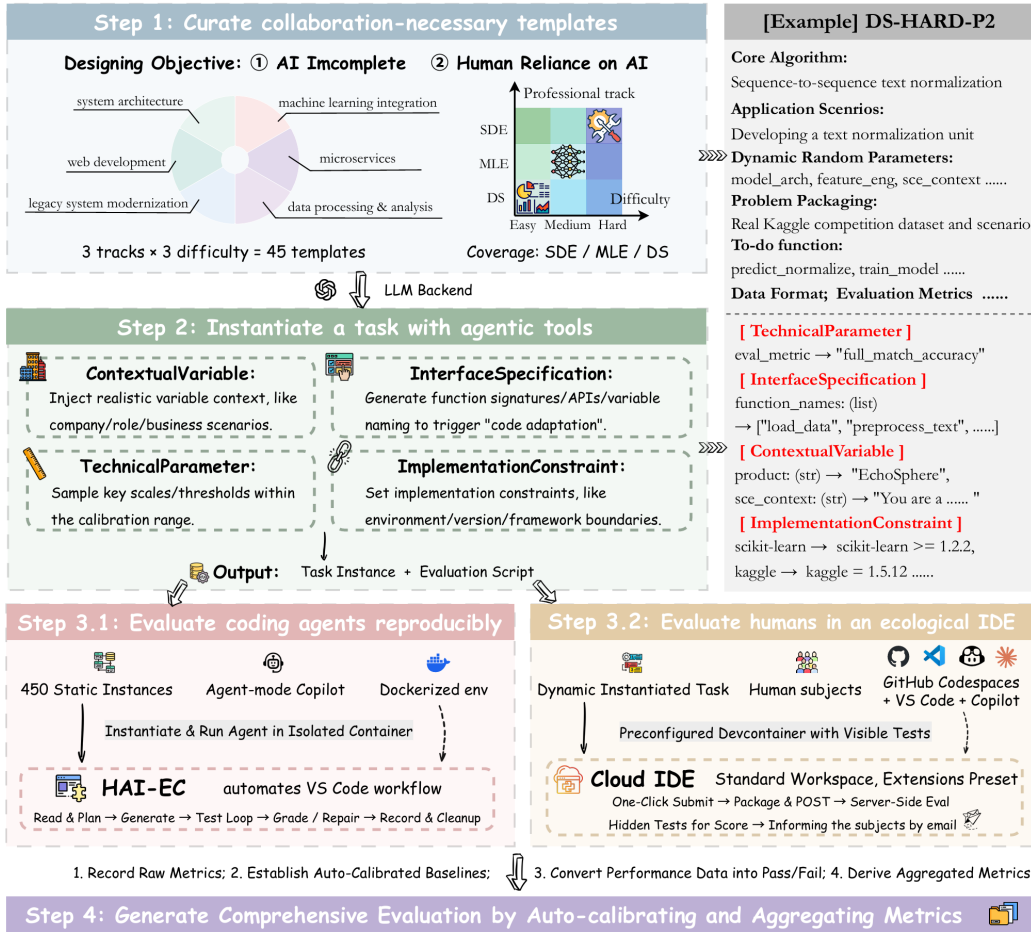 Step 1: Curate collaboration-necessary templates
Designing Objective: ① AI Imcomplete ② Human Reliance on AI
system architecture
machine learning integration
web development
microservices
legacy system modernization
data processing & analysis
3 tracks × 3 difficulty = 45 templates
Professional track
SDE
MLE
DS
Difficulty
Easy Medium Hard
Coverage: SDE / MLE / DS
LLM Backend
[Example] DS-HARD-P2
Core Algorithm:
Sequence-to-sequence text normalization
Application Scenrios:
Developing a text normalization unit
Dynamic Random Parameters:
model_arch, feature_eng, sce_context ......
Problem Packaging:
Real Kaggle competition dataset and scenario
To-do function:
predict_normalize, train_model ......
Data Format; Evaluation Metrics ......
[ TechnicalParameter ]
eval_metric → "full_match_accuracy"
[ InterfaceSpecification ]
function_names: (list)
→ ["load_data", "preprocess_text", ......]
[ ContextualVariable ]
product: (str) → "EchoSphere",
sce_context: (str) → "You are a ...... "
[ ImplementationConstraint ]
scikit-learn → scikit-learn >= 1.2.2,
kaggle → kaggle = 1.5.12 ......
Step 2: Instantiate a task with agentic tools
ContextualVariable:
Inject realistic variable context, like
company/role/business scenarios.
InterfaceSpecification:
Generate function signatures/APIs/variable
naming to trigger "code adaptation".
TechnicalParameter:
Sample key scales/thresholds within
the calibration range.
ImplementationConstraint:
Set implementation constraints, like
environment/version/framework boundaries.
Output: Task Instance + Evaluation Script
Step 3.1: Evaluate coding agents reproducibly
450 Static Instances
Agent-mode Copilot
Dockerized env
Instantiate & Run Agent in Isolated Container
HAI-EC automates VS Code workflow
Read & Plan → Generate → Test Loop → Grade / Repair → Record & Cleanup
Step 3.2: Evaluate humans in an ecological IDE
Dynamic Instantiated Task
Human subjects
GitHub Codespaces
+ VS Code + Copilot
Preconfigured Devcontainer with Visible Tests
Cloud IDE Standard Workspace, Extensions Preset
One-Click Submit → Package & POST → Server-Side Eval
Hidden Tests for Score → Informing the subjects by email
1. Record Raw Metrics; 2. Establish Auto-Calibrated Baselines; 3. Convert Performance Data into Pass/Fail; 4. Derive Aggregated Metrics
Step 4: Generate Comprehensive Evaluation by Auto-calibrating and Aggregating Metrics